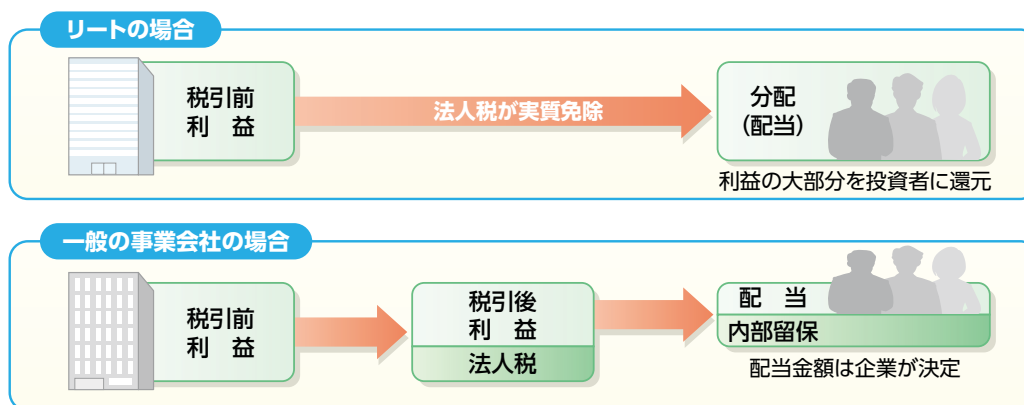 リートの場合
税引前
利 益
法人税が実質免除
分配
（配当）
利益の大部分を投資者に還元
一般の事業会社の場合
税引前
利 益
税引後
利 益
法人税
配 当
内部留保
配当金額は企業が決定